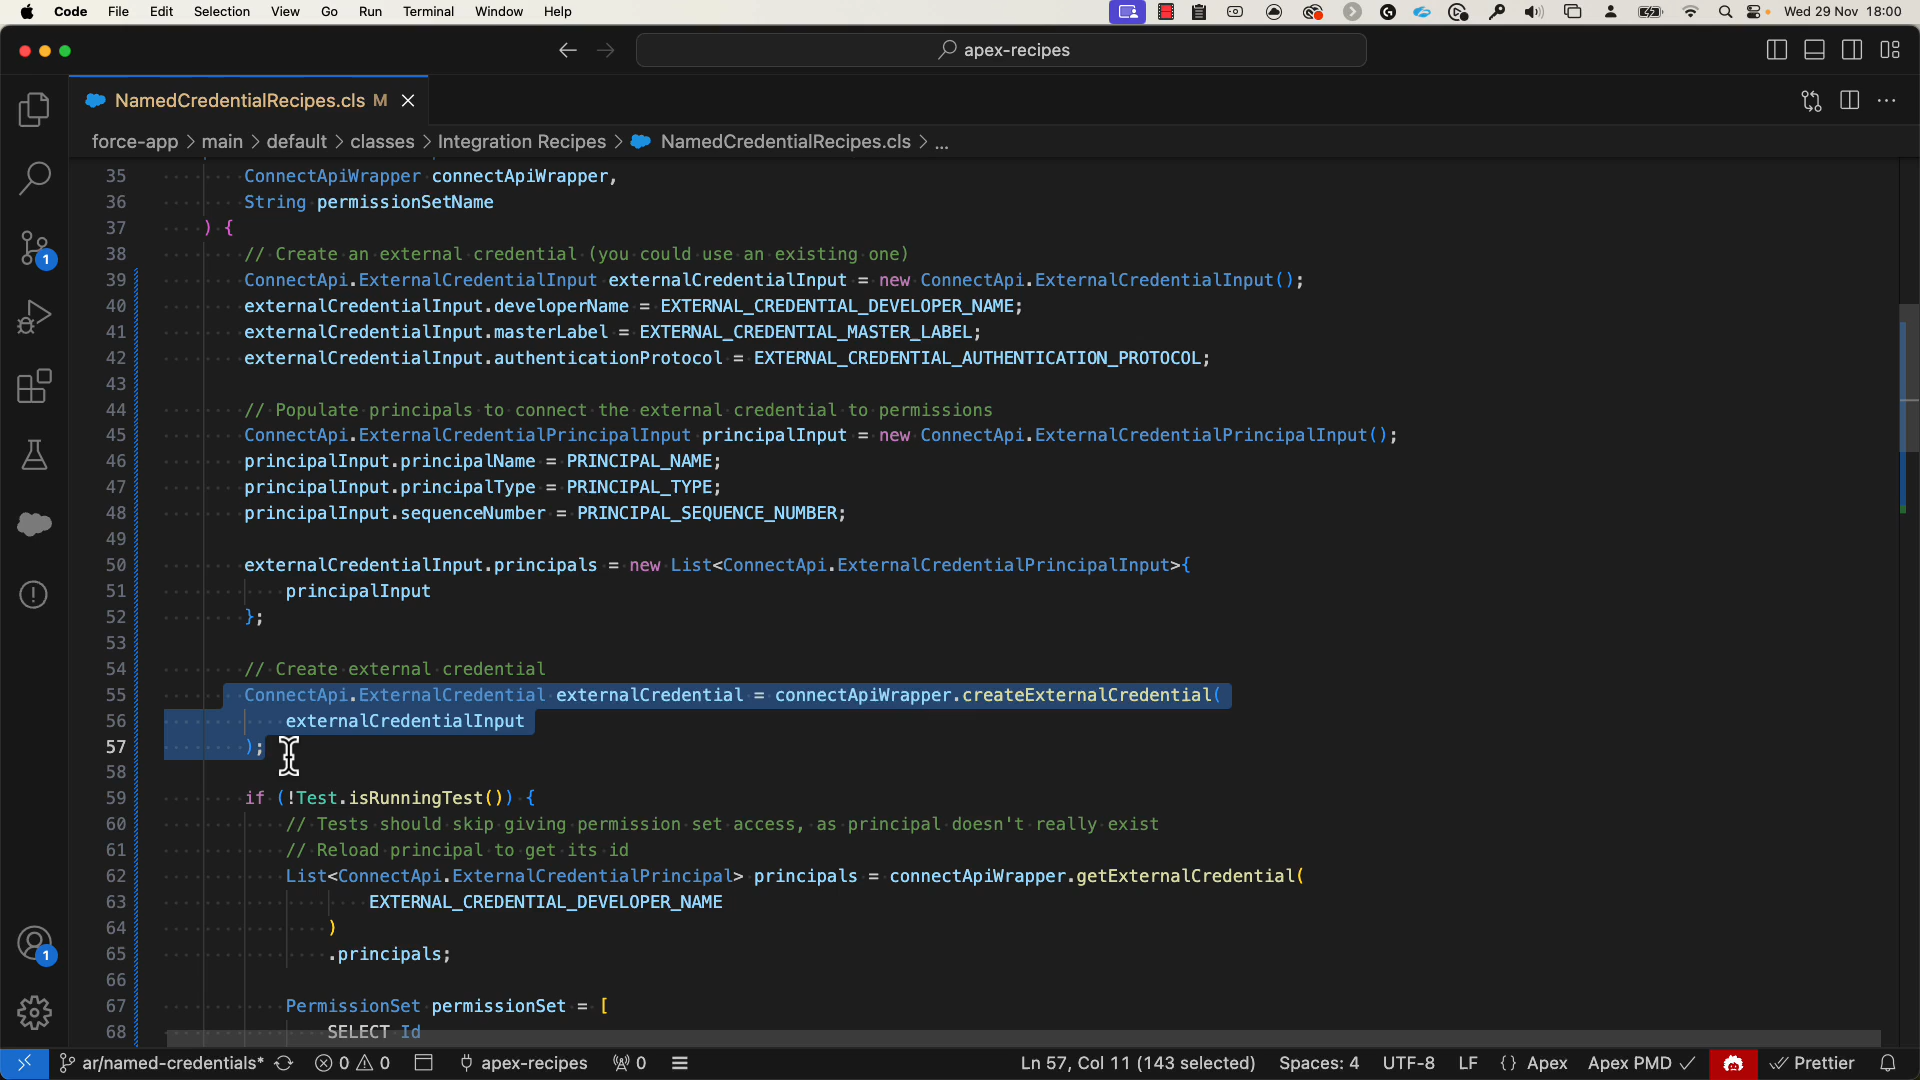 Code File Edit Selection View Go Run Terminal Window Help Wed 29 Nov 18:00
apex-recipes
NamedCredentialRecipes.cls M
force-app > main > default > classes > Integration Recipes > NamedCredentialRecipes.cls > ...
35 ConnectApiWrapper connectApiWrapper,
36 String permissionSetName
37 ) {
38 // Create an external credential (you could use an existing one)
39 ConnectApi.ExternalCredentialInput externalCredentialInput = new ConnectApi.ExternalCredentialInput();
40 externalCredentialInput.developerName = EXTERNAL_CREDENTIAL_DEVELOPER_NAME;
41 externalCredentialInput.masterLabel = EXTERNAL_CREDENTIAL_MASTER_LABEL;
42 externalCredentialInput.authenticationProtocol = EXTERNAL_CREDENTIAL_AUTHENTICATION_PROTOCOL;
43
44 // Populate principals to connect the external credential to permissions
45 ConnectApi.ExternalCredentialPrincipalInput principalInput = new ConnectApi.ExternalCredentialPrincipalInput();
46 principalInput.principalName = PRINCIPAL_NAME;
47 principalInput.principalType = PRINCIPAL_TYPE;
48 principalInput.sequenceNumber = PRINCIPAL_SEQUENCE_NUMBER;
49
50 externalCredentialInput.principals = new List<ConnectApi.ExternalCredentialPrincipalInput>{
51 principalInput
52 };
53
54 // Create external credential
55 ConnectApi.ExternalCredential externalCredential = connectApiWrapper.createExternalCredential(
56 externalCredentialInput
57 );
58
59 if (!Test.isRunningTest()) {
60 // Tests should skip giving permission set access, as principal doesn't really exist
61 // Reload principal to get its id
62 List<ConnectApi.ExternalCredentialPrincipal> principals = connectApiWrapper.getExternalCredential(
63 EXTERNAL_CREDENTIAL_DEVELOPER_NAME
64 )
65 .principals;
66
67 PermissionSet permissionSet = [
68 SELECT Id
1
1
ar/named-credentials* 0 0 apex-recipes 0 Ln 57, Col 11 (143 selected) Spaces: 4 UTF-8 LF {} Apex Apex PMD Prettier